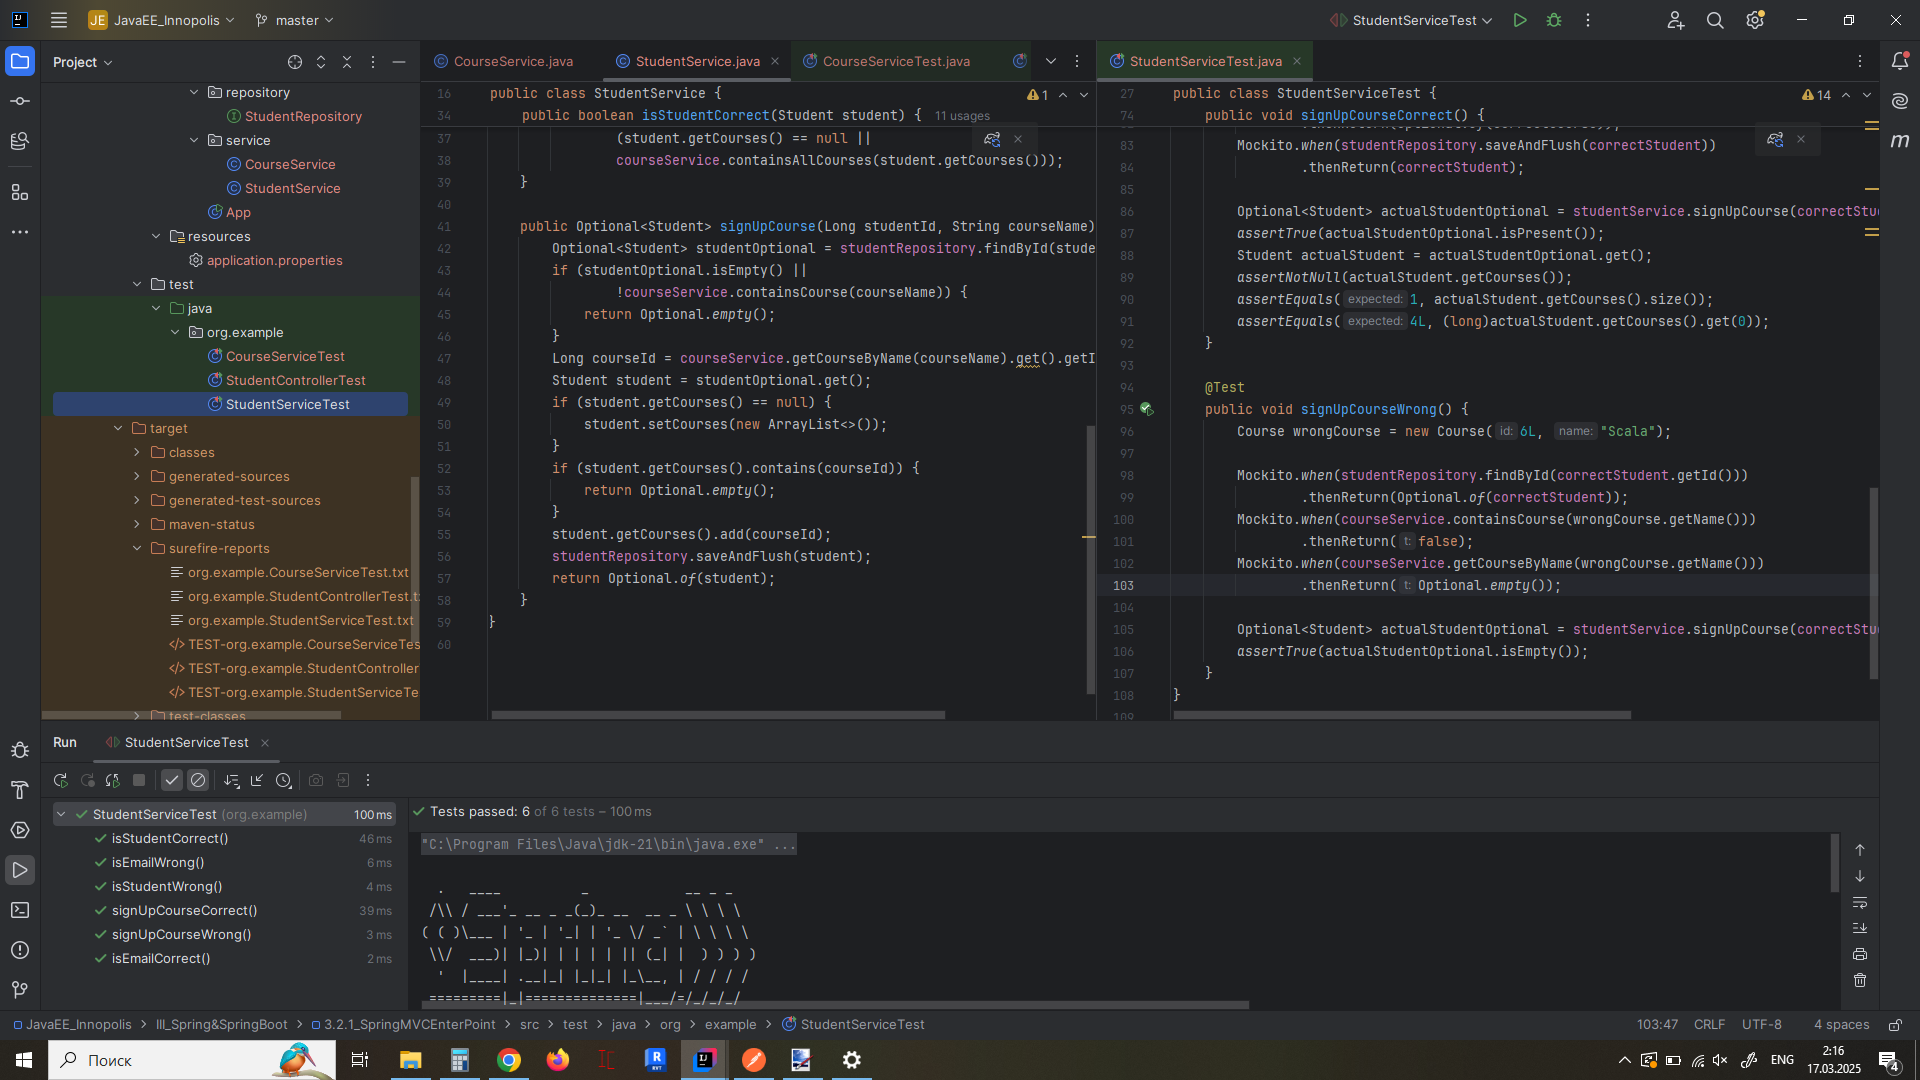 JE JavaEE_Innopolis master StudentServiceTest
Project
repository
StudentRepository
service
CourseService
StudentService
App
resources
application.properties
test
java
org.example
CourseServiceTest
StudentControllerTest
StudentServiceTest
target
classes
generated-sources
generated-test-sources
maven-status
surefire-reports
org.example.CourseServiceTest.txt
org.example.StudentControllerTest.t
org.example.StudentServiceTest.txt
TEST-org.example.CourseServiceTes
TEST-org.example.StudentController
TEST-org.example.StudentServiceTe
test-classes
CourseService.java StudentService.java CourseServiceTest.java
16 public class StudentService { 1
34 public boolean isStudentCorrect(Student student) { 11 usages
37 (student.getCourses() == null ||
38 courseService.containsAllCourses(student.getCourses()));
39 }
40
41 public Optional<Student> signUpCourse(Long studentId, String courseName)
42 Optional<Student> studentOptional = studentRepository.findById(stude
43 if (studentOptional.isEmpty() ||
44 !courseService.containsCourse(courseName)) {
45 return Optional.empty();
46 }
47 Long courseId = courseService.getCourseByName(courseName).get().getI
48 Student student = studentOptional.get();
49 if (student.getCourses() == null) {
50 student.setCourses(new ArrayList<>());
51 }
52 if (student.getCourses().contains(courseId)) {
53 return Optional.empty();
54 }
55 student.getCourses().add(courseId);
56 studentRepository.saveAndFlush(student);
57 return Optional.of(student);
58 }
59 }
60
StudentServiceTest.java
27 public class StudentServiceTest { 14
74 public void signUpCourseCorrect() {
83 Mockito.when(studentRepository.saveAndFlush(correctStudent))
84 .thenReturn(correctStudent);
85
86 Optional<Student> actualStudentOptional = studentService.signUpCourse(correctStu
87 assertTrue(actualStudentOptional.isPresent());
88 Student actualStudent = actualStudentOptional.get();
89 assertNotNull(actualStudent.getCourses());
90 assertEquals( expected: 1, actualStudent.getCourses().size());
91 assertEquals( expected: 4L, (long)actualStudent.getCourses().get(0));
92 }
93
94 @Test
95 public void signUpCourseWrong() {
96 Course wrongCourse = new Course( id: 6L, name: "Scala");
97
98 Mockito.when(studentRepository.findById(correctStudent.getId()))
99 .thenReturn(Optional.of(correctStudent));
100 Mockito.when(courseService.containsCourse(wrongCourse.getName()))
101 .thenReturn( t: false);
102 Mockito.when(courseService.getCourseByName(wrongCourse.getName()))
103 .thenReturn( t: Optional.empty());
104
105 Optional<Student> actualStudentOptional = studentService.signUpCourse(correctStu
106 assertTrue(actualStudentOptional.isEmpty());
107 }
108 }
109
Run StudentServiceTest
StudentServiceTest (org.example) 100 ms
isStudentCorrect() 46 ms
isEmailWrong() 6 ms
isStudentWrong() 4 ms
signUpCourseCorrect() 39 ms
signUpCourseWrong() 3 ms
isEmailCorrect() 2 ms
Tests passed: 6 of 6 tests – 100 ms
"C:\Program Files\Java\jdk-21\bin\java.exe" ...
JavaEE_Innopolis > III_Spring&SpringBoot > 3.2.1_SpringMVCEnterPoint > src > test > java > org > example > StudentServiceTest 103:47 CRLF UTF-8 4 spaces
Поиск
ENG
2:16
17.03.2025
4